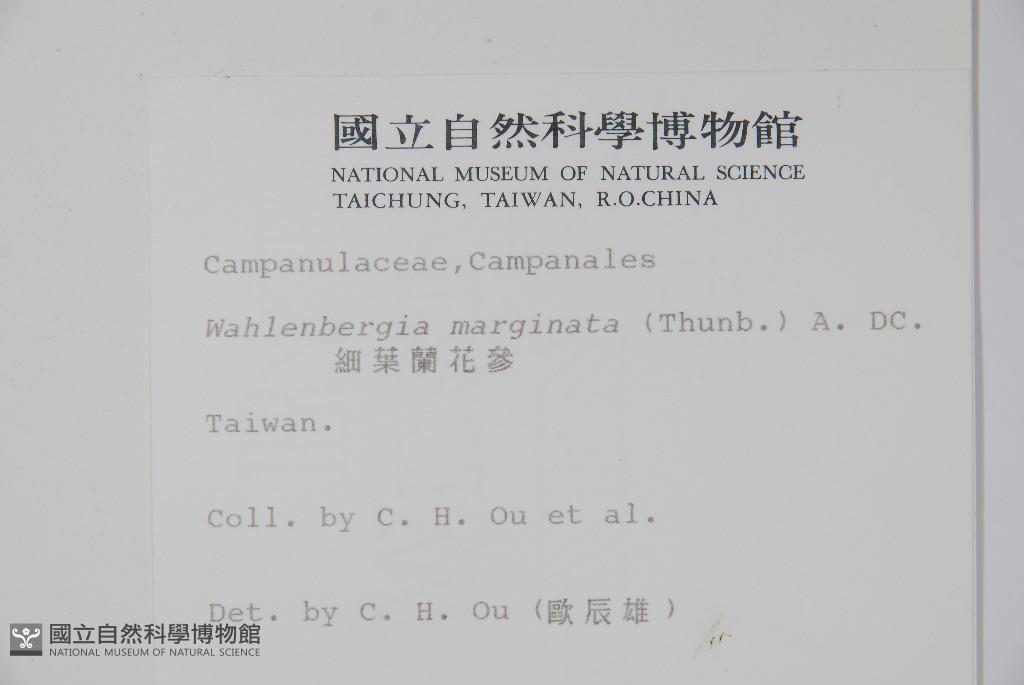 國立自然科學博物館
NATIONAL MUSEUM OF NATURAL SCIENCE
TAICHUNG, TAIWAN, R.O.CHINA
Campanulaceae,Campanales
Wahlenbergia marginata (Thunb.) A. DC.
細葉蘭花參
Taiwan.
Coll. by C. H. Ou et al.
Det. by C. H. Ou (歐辰雄)
國立自然科學博物館
NATIONAL MUSEUM OF NATURAL SCIENCE